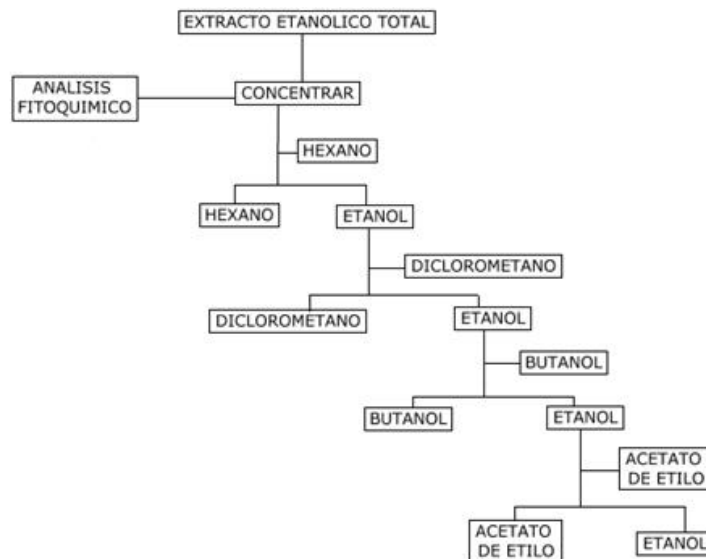 EXTRACTO ETANOLICO TOTAL
ANALISIS
FITOQUIMICO
CONCENTRAR
HEXANO
HEXANO
ETANOL
DICLOROMETANO
DICLOROMETANO
ETANOL
BUTANOL
BUTANOL
ETANOL
ACETATO
DE ETILO
ACETATO
DE ETILO
ETANOL